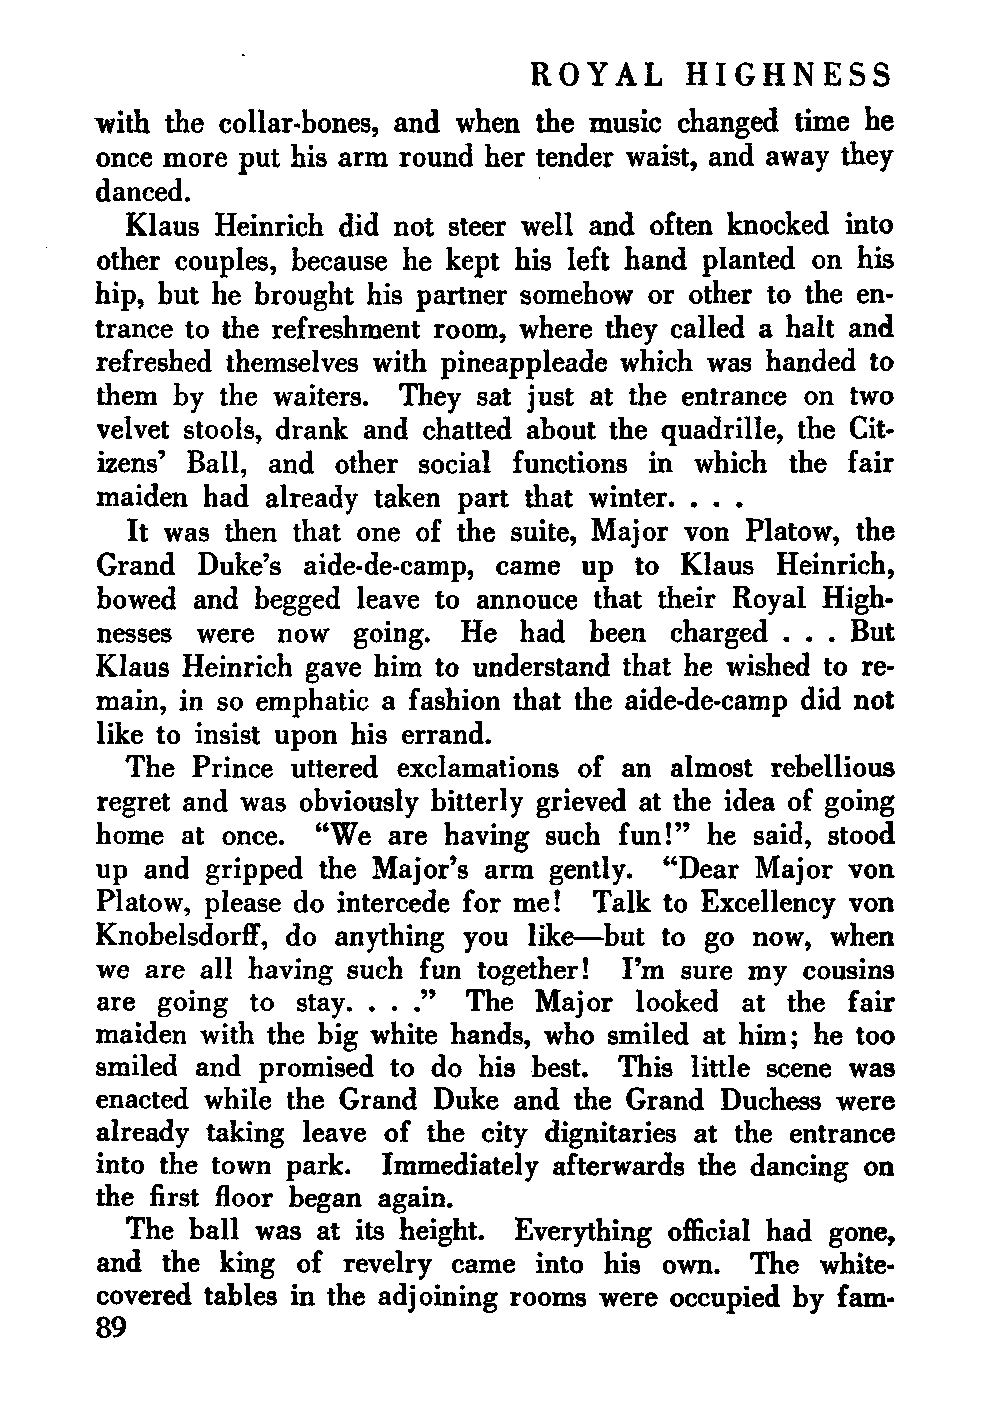 ROYAL HIGHNESS
with the collar-bones, and when the music changed time he
once more put his arm round her tender waist, and away they
danced.
Klaus Heinrich did not steer well and often knocked into
other couples, because he kept his left hand planted on his
hip, but he brought his partner somehow or other to the en-
trance to the refreshment room, where they called a halt and
refreshed themselves with pineappleade which was handed to
them by the waiters. They sat just at the entrance on two
velvet stools, drank and chatted about the quadrille, the Cit-
izens' Ball, and other social functions in which the fair
maiden had already taken part that winter. . . .
It was then that one of the suite, Major von Platow, the
Grand Duke's aide-de-camp, came up to Klaus Heinrich,
bowed and begged leave to annouce that their Royal High-
nesses were now going. He had been charged . . . But
Klaus Heinrich gave him to understand that he wished to re-
main, in so emphatic a fashion that the aide-de-camp did not
like to insist upon his errand.
The Prince uttered exclamations of an almost rebellious
regret and was obviously bitterly grieved at the idea of going
home at once. “We are having such fun!” he said, stood
up and gripped the Major's arm gently. “Dear Major von
Platow, please do intercede for me! Talk to Excellency von
Knobelsdorff, do anything you like—but to go now, when
we are all having such fun together! I'm sure my cousins
are going to stay. . . .” The Major looked at the fair
maiden with the big white hands, who smiled at him; he too
smiled and promised to do his best. This little scene was
enacted while the Grand Duke and the Grand Duchess were
already taking leave of the city dignitaries at the entrance
into the town park. Immediately afterwards the dancing on
the first floor began again.
The ball was at its height. Everything official had gone,
and the king of revelry came into his own. The white-
covered tables in the adjoining rooms were occupied by fam-
89